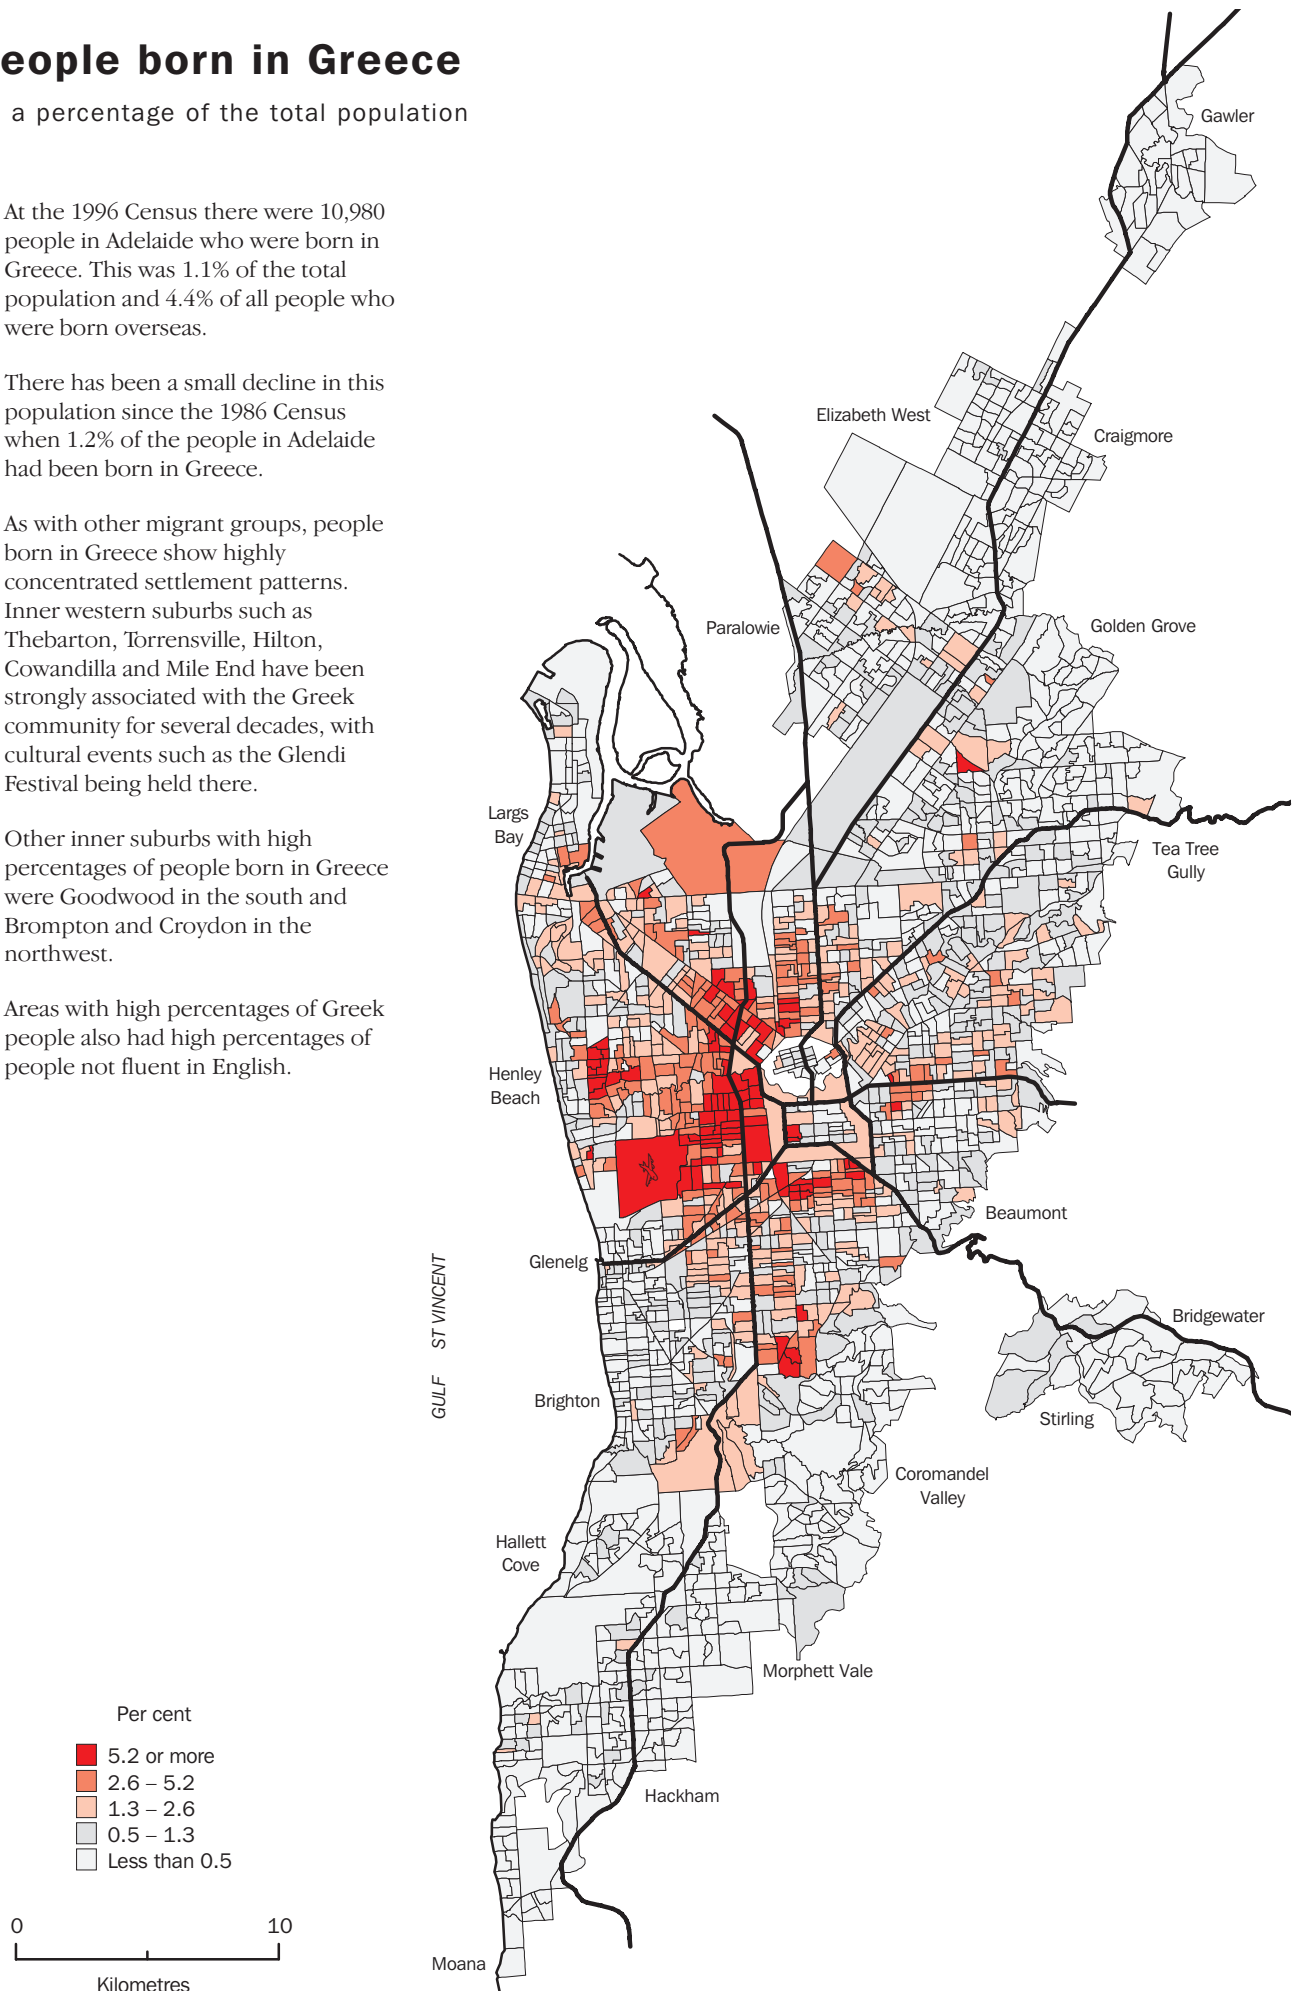 eople born in Greece
a percentage of the total population
At the 1996 Census there were 10,980
people in Adelaide who were born in
Greece. This was 1.1% of the total
population and 4.4% of all people who
were born overseas.
There has been a small decline in this
population since the 1986 Census
when 1.2% of the people in Adelaide
had been born in Greece.
As with other migrant groups, people
born in Greece show highly
concentrated settlement patterns.
Inner western suburbs such as
Thebarton, Torrensville, Hilton,
Cowandilla and Mile End have been
strongly associated with the Greek
community for several decades, with
cultural events such as the Glendi
Festival being held there.
Other inner suburbs with high
percentages of people born in Greece
were Goodwood in the south and
Brompton and Croydon in the
northwest.
Areas with high percentages of Greek
people also had high percentages of
people not fluent in English.
Gawler
Elizabeth West
Craigmore
Paralowie
Golden Grove
Largs
Bay
Tea Tree
Gully
Henley
Beach
Beaumont
Glenelg
GULF ST VINCENT
Bridgewater
Brighton
Stirling
Coromandel
Valley
Hallett
Cove
Morphett Vale
Hackham
Moana
Per cent
5.2 or more
2.6 – 5.2
1.3 – 2.6
0.5 – 1.3
Less than 0.5
0 10
Kilometres